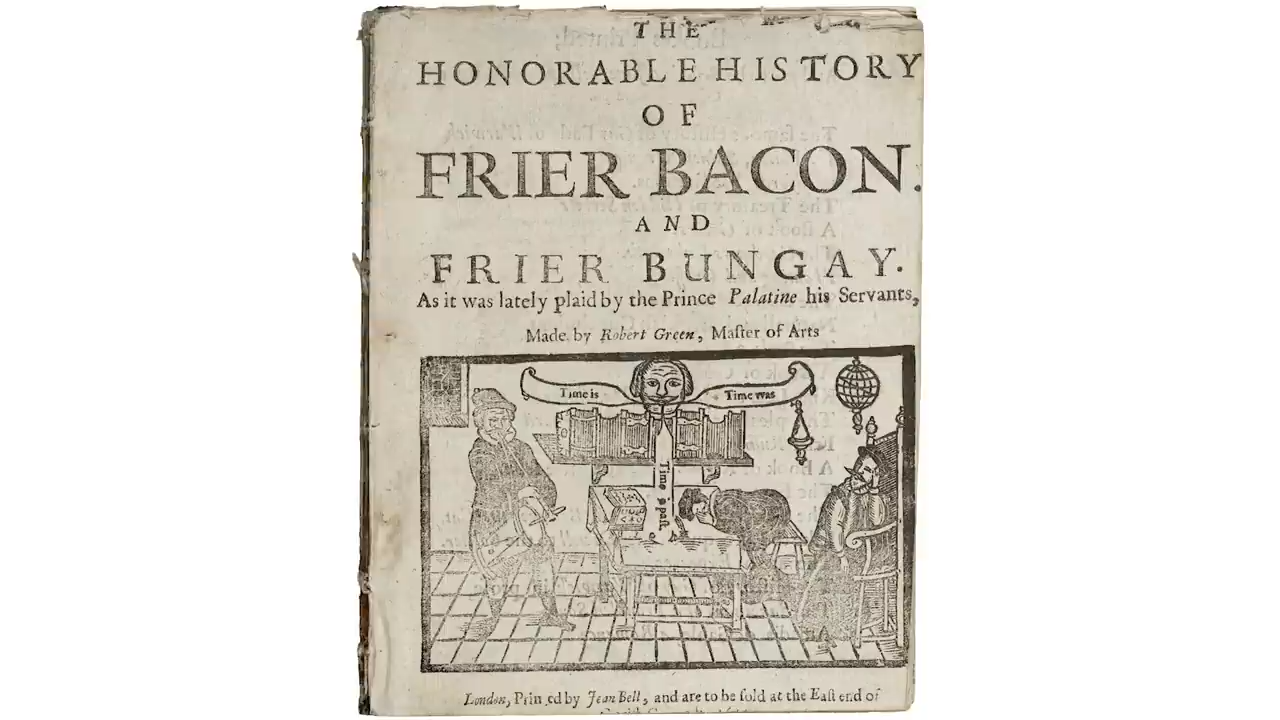 THE
HONORABLE HISTORY
OF
FRIER BACON.
AND
FRIER BUNGAY.
As it was lately plaid by the Prince Palatine his Servants,
Made by Robert Green, Maſter of Arts
Time is
Time was
Time is paſt
London, Printed by Jean Bell, and are to be ſold at the Eaſt end of